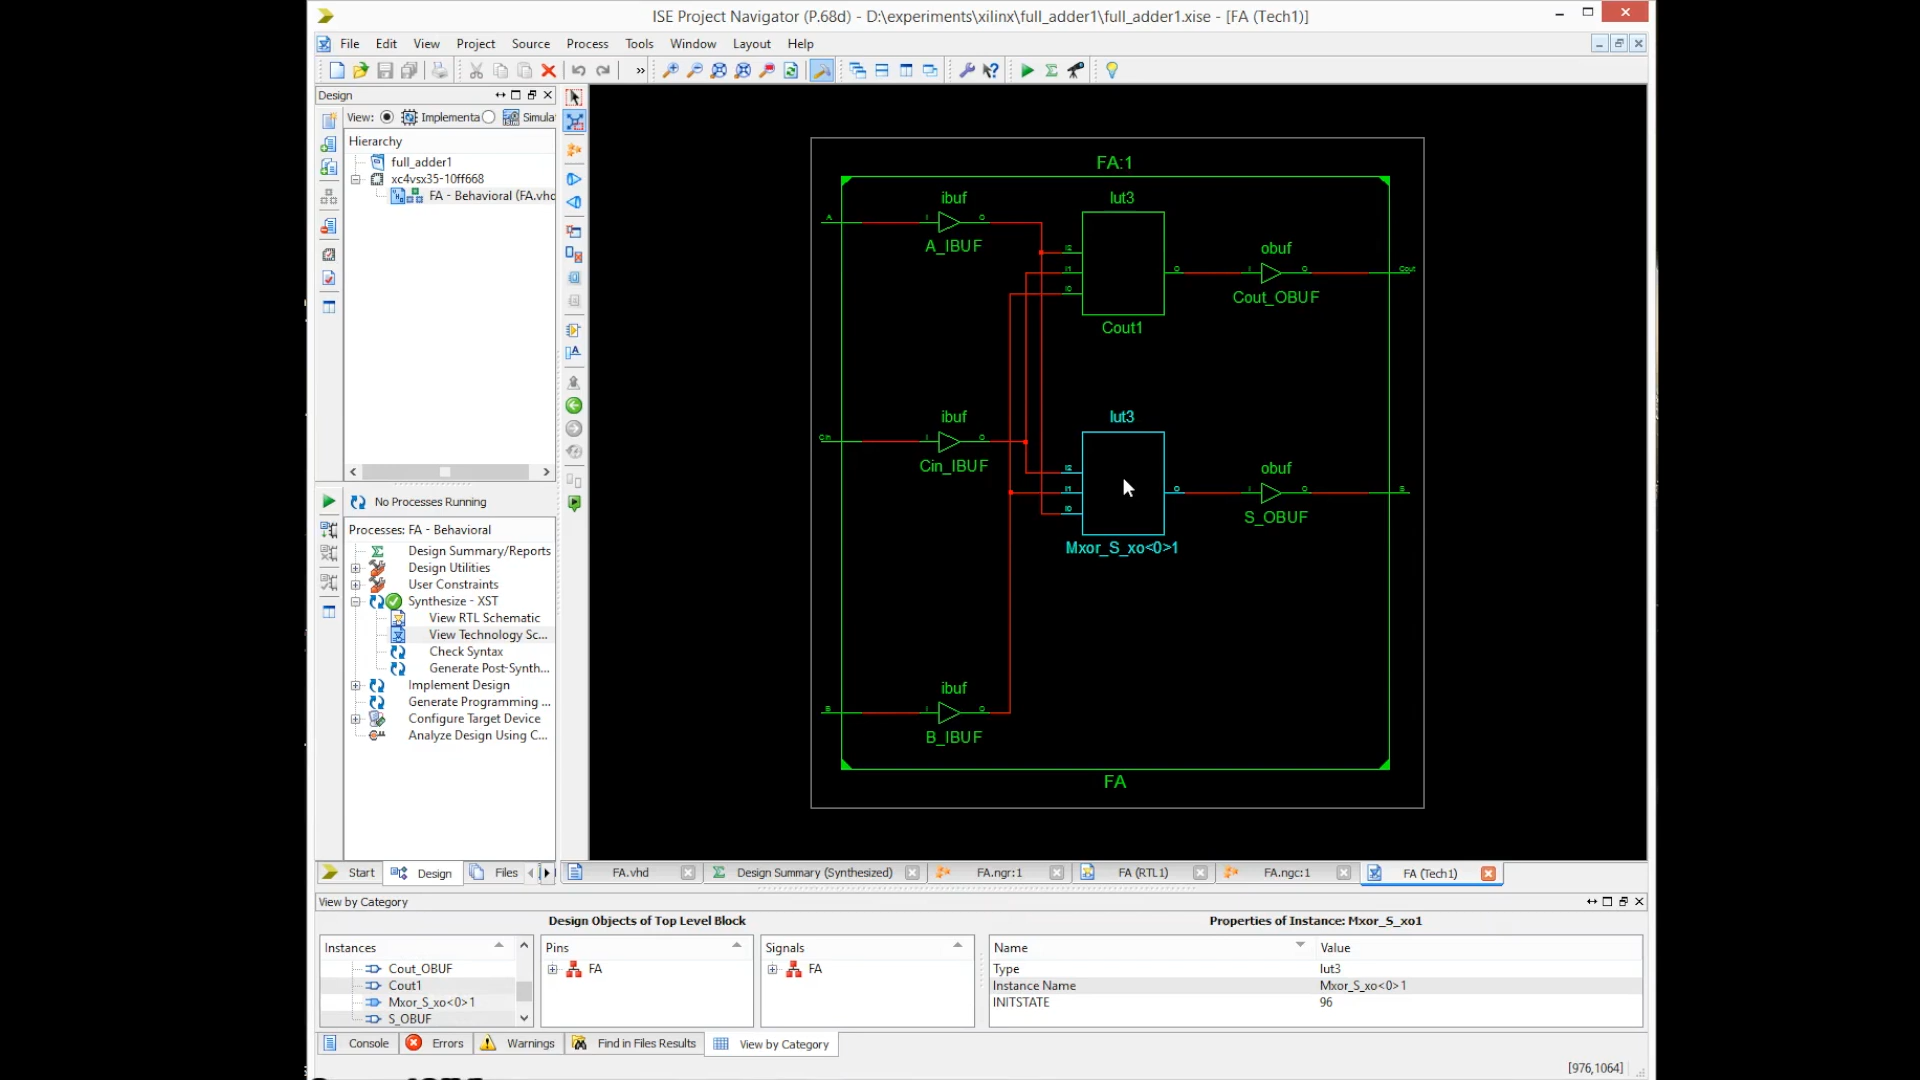 ISE Project Navigator (P.68d) - D:\experiments\xilinx\full_adder1\full_adder1.xise - [FA (Tech1)]
File Edit View Project Source Process Tools Window Layout Help
Design
View: Implementa Simula
Hierarchy
full_adder1
xc4vsx35-10ff668
FA - Behavioral (FA.vhd
No Processes Running
Processes: FA - Behavioral
Design Summary/Reports
Design Utilities
User Constraints
Synthesize - XST
View RTL Schematic
View Technology Sc...
Check Syntax
Generate Post-Synth...
Implement Design
Generate Programming ...
Configure Target Device
Analyze Design Using C...
Start Design Files
FA:1
ibuf
A_IBUF
lut3
Cout1
obuf
Cout_OBUF
Cout
ibuf
Cin
Cin_IBUF
lut3
Mxor_S_xo<0>1
obuf
S_OBUF
ibuf
B_IBUF
FA
FA.vhd Design Summary (Synthesized) FA.ngr:1 FA (RTL1) FA.ngc:1 FA (Tech1)
View by Category
Design Objects of Top Level Block Properties of Instance: Mxor_S_xo1
Instances Pins Signals Name Value
Cout_OBUF FA FA Type lut3
Cout1 Instance Name Mxor_S_xo<0>1
Mxor_S_xo<0>1 INITSTATE 96
S_OBUF
Console Errors Warnings Find in Files Results View by Category
[976,1064]